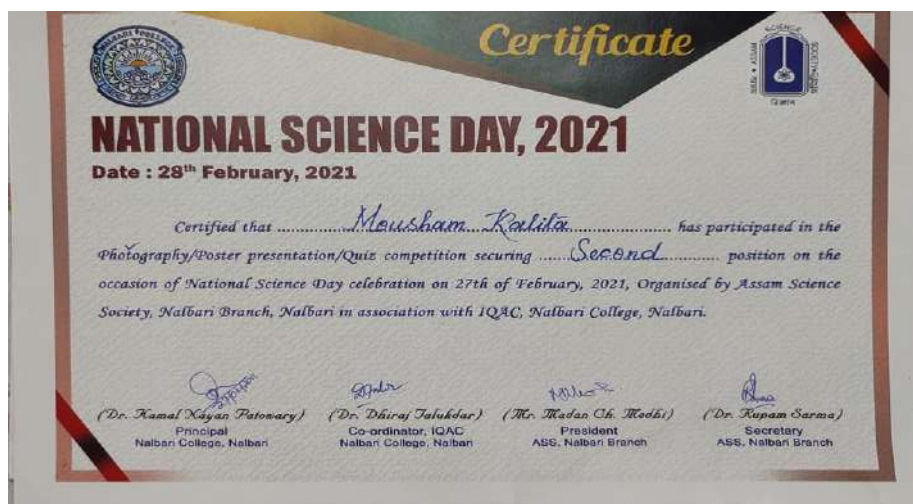 Certificate
NATIONAL SCIENCE DAY, 2021
Date : 28th February, 2021
Certified that .................Mousham Kalita......................... has participated in the
Photography/Poster presentation/Quiz competition securing ......Second............ position on the
occasion of National Science Day celebration on 27th of February, 2021, Organised by Assam Science
Society, Nalbari Branch, Nalbari in association with IQAC, Nalbari College, Nalbari.
(Dr. Kamal Nayan Patowary) (Dr. Dhiraj Talukdar) (Mr. Madan Ch. Medhi) (Dr. Rupam Sarma)
Principal Co-ordinator, IQAC President Secretary
Nalbari College, Nalbari Nalbari College, Nalbari ASS, Nalbari Branch ASS, Nalbari Branch